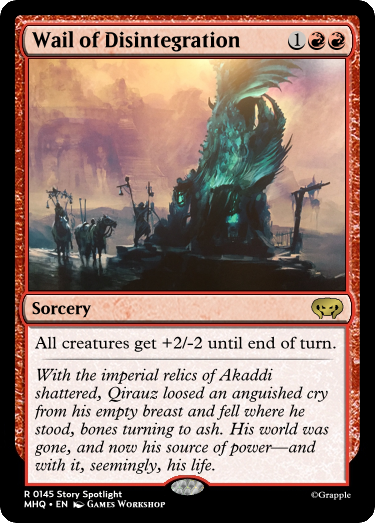 Wail of Disintegration 1
Sorcery
All creatures get +2/-2 until end of turn.
With the imperial relics of Akaddi
shattered, Qirauz loosed an anguished cry
from his empty breast and fell where he
stood, bones turning to ash. His world was
gone, and now his source of power—and
with it, seemingly, his life.
R 0145 Story Spotlight
MHQ • EN Games Workshop
©Grapple